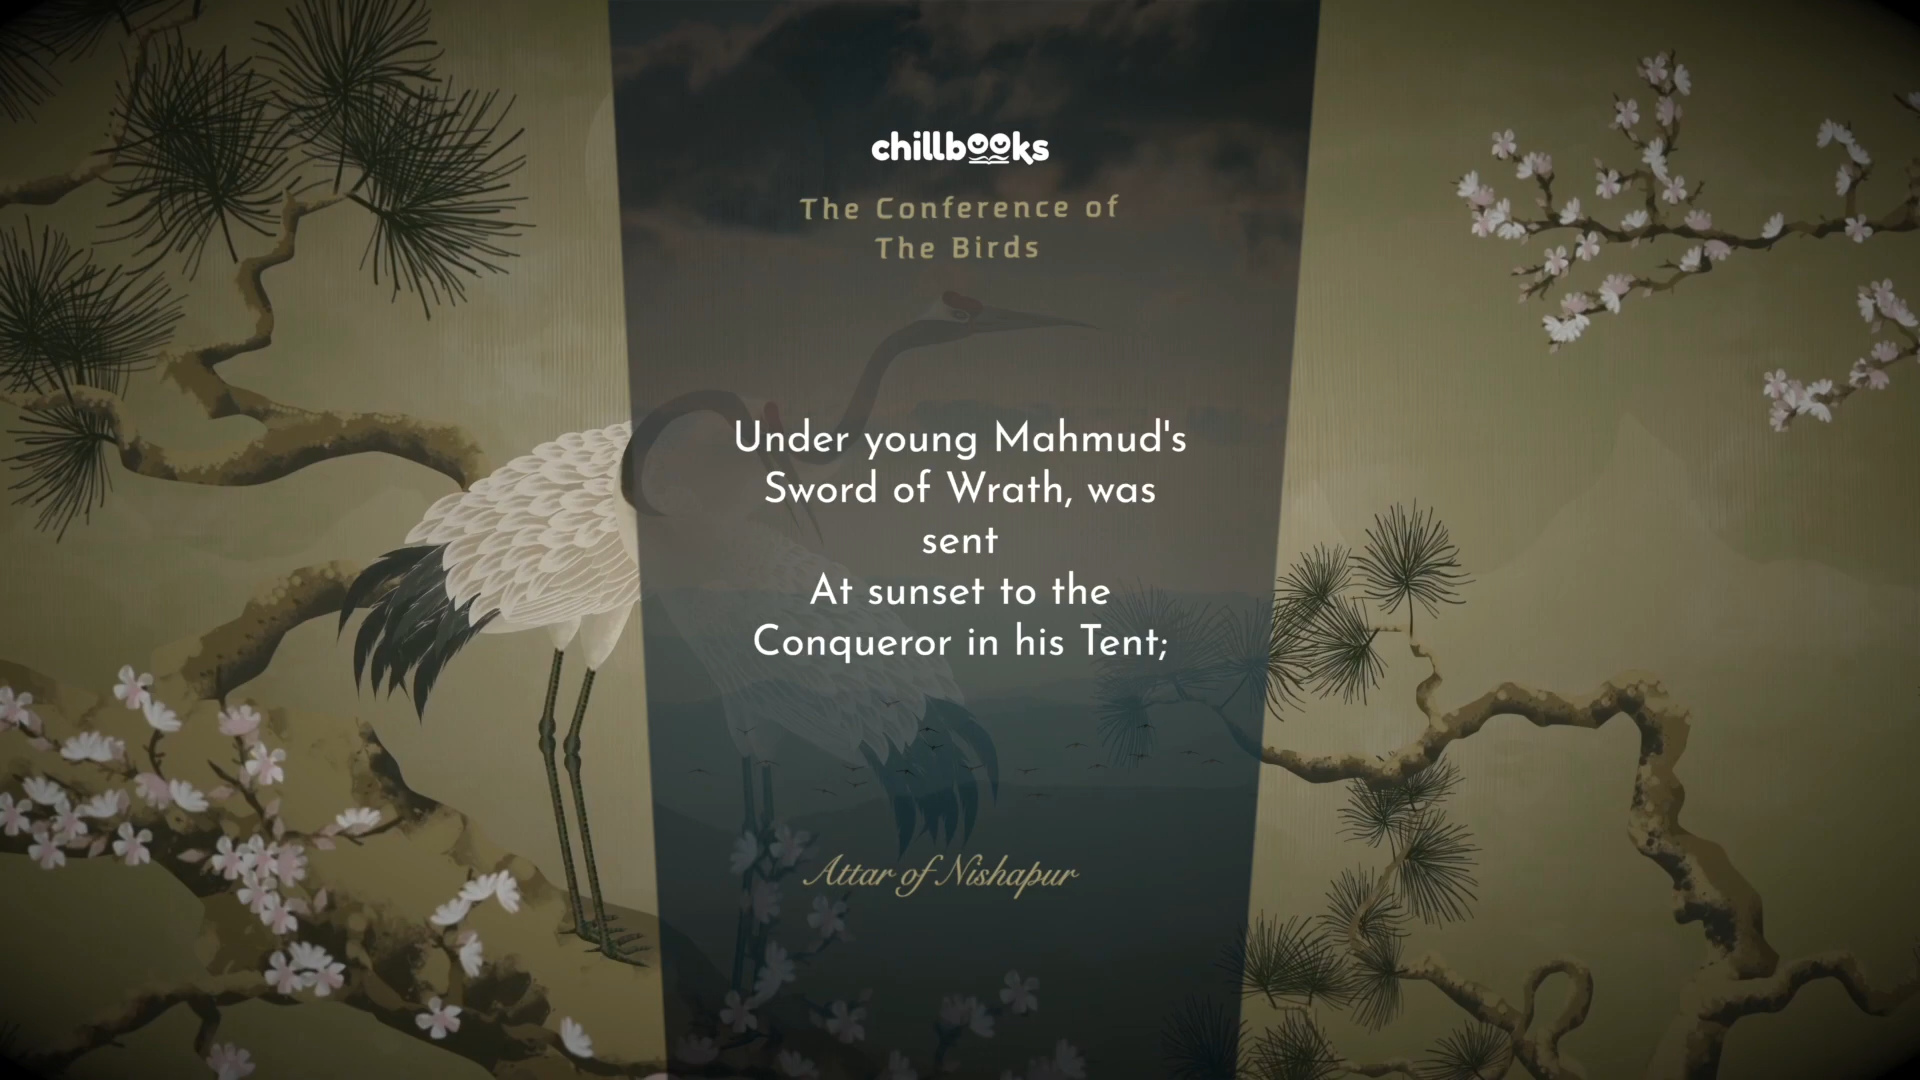 chillbooks
The Conference of
The Birds
Under young Mahmud's
Sword of Wrath, was
sent
At sunset to the
Conqueror in his Tent;
Attar of Nishapur